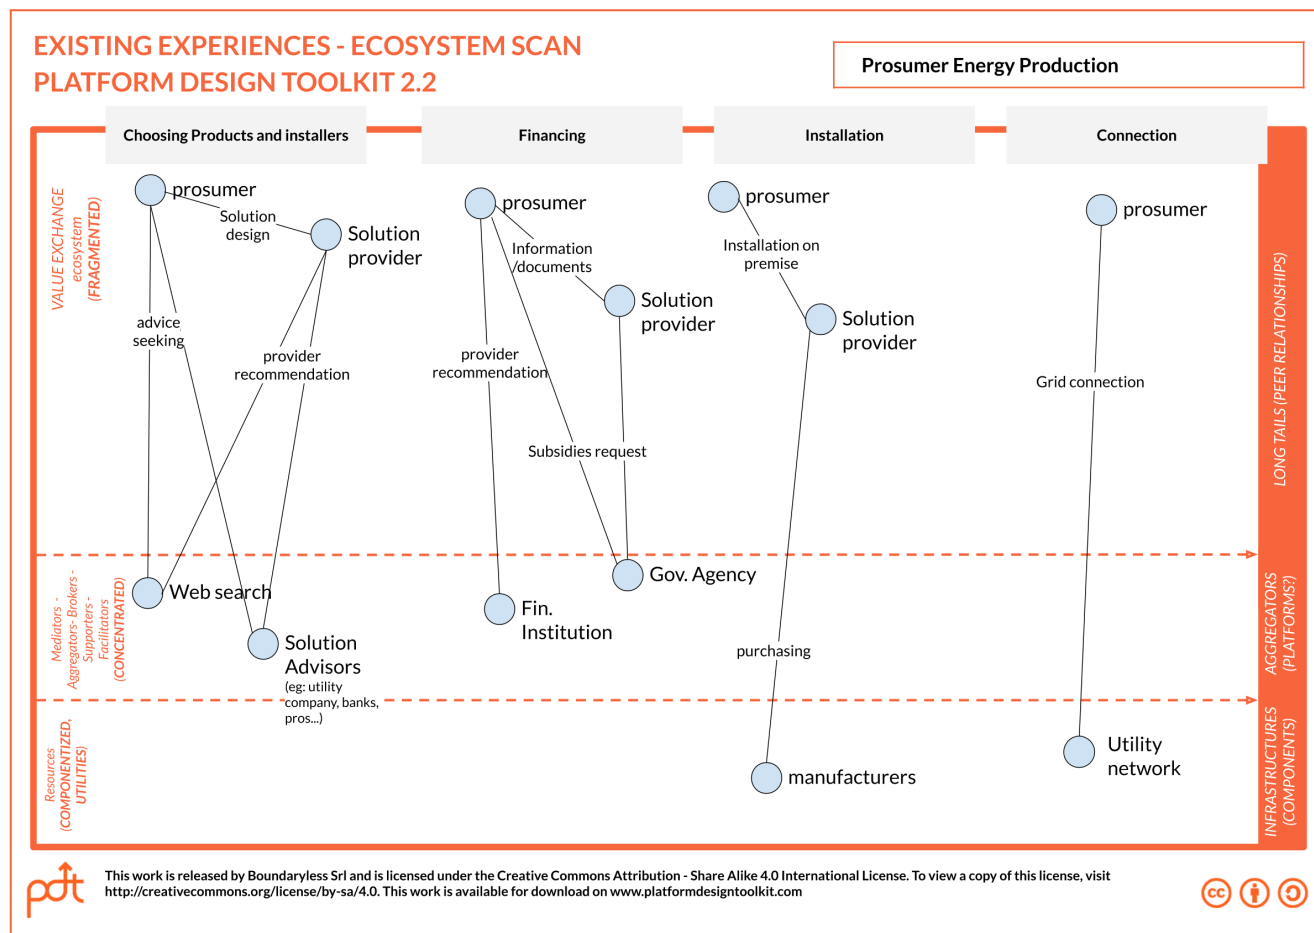 EXISTING EXPERIENCES - ECOSYSTEM SCAN
PLATFORM DESIGN TOOLKIT 2.2
Prosumer Energy Production
Choosing Products and installers
Financing
Installation
Connection
VALUE EXCHANGE
ecosystem
(FRAGMENTED)
prosumer
Solution
design
Solution
provider
advice
seeking
provider
recommendation
prosumer
Information
/documents
Solution
provider
provider
recommendation
Subsidies request
prosumer
Installation on
premise
Solution
provider
prosumer
Grid connection
LONG TAILS (PEER RELATIONSHIPS)
Mediators -
Aggregators- Brokers -
Supporters -
Facilitators
(CONCENTRATED)
Web search
Solution
Advisors
(eg: utility
company, banks,
pros...)
Fin.
Institution
Gov. Agency
purchasing
AGGREGATORS
(PLATFORMS?)
Resources
(COMPONENTIZED,
UTILITIES)
manufacturers
Utility
network
INFRASTRUCTURES
(COMPONENTS)
pdt
This work is released by Boundaryless Srl and is licensed under the Creative Commons Attribution - Share Alike 4.0 International License. To view a copy of this license, visit
http://creativecommons.org/license/by-sa/4.0. This work is available for download on www.platformdesigntoolkit.com
cc